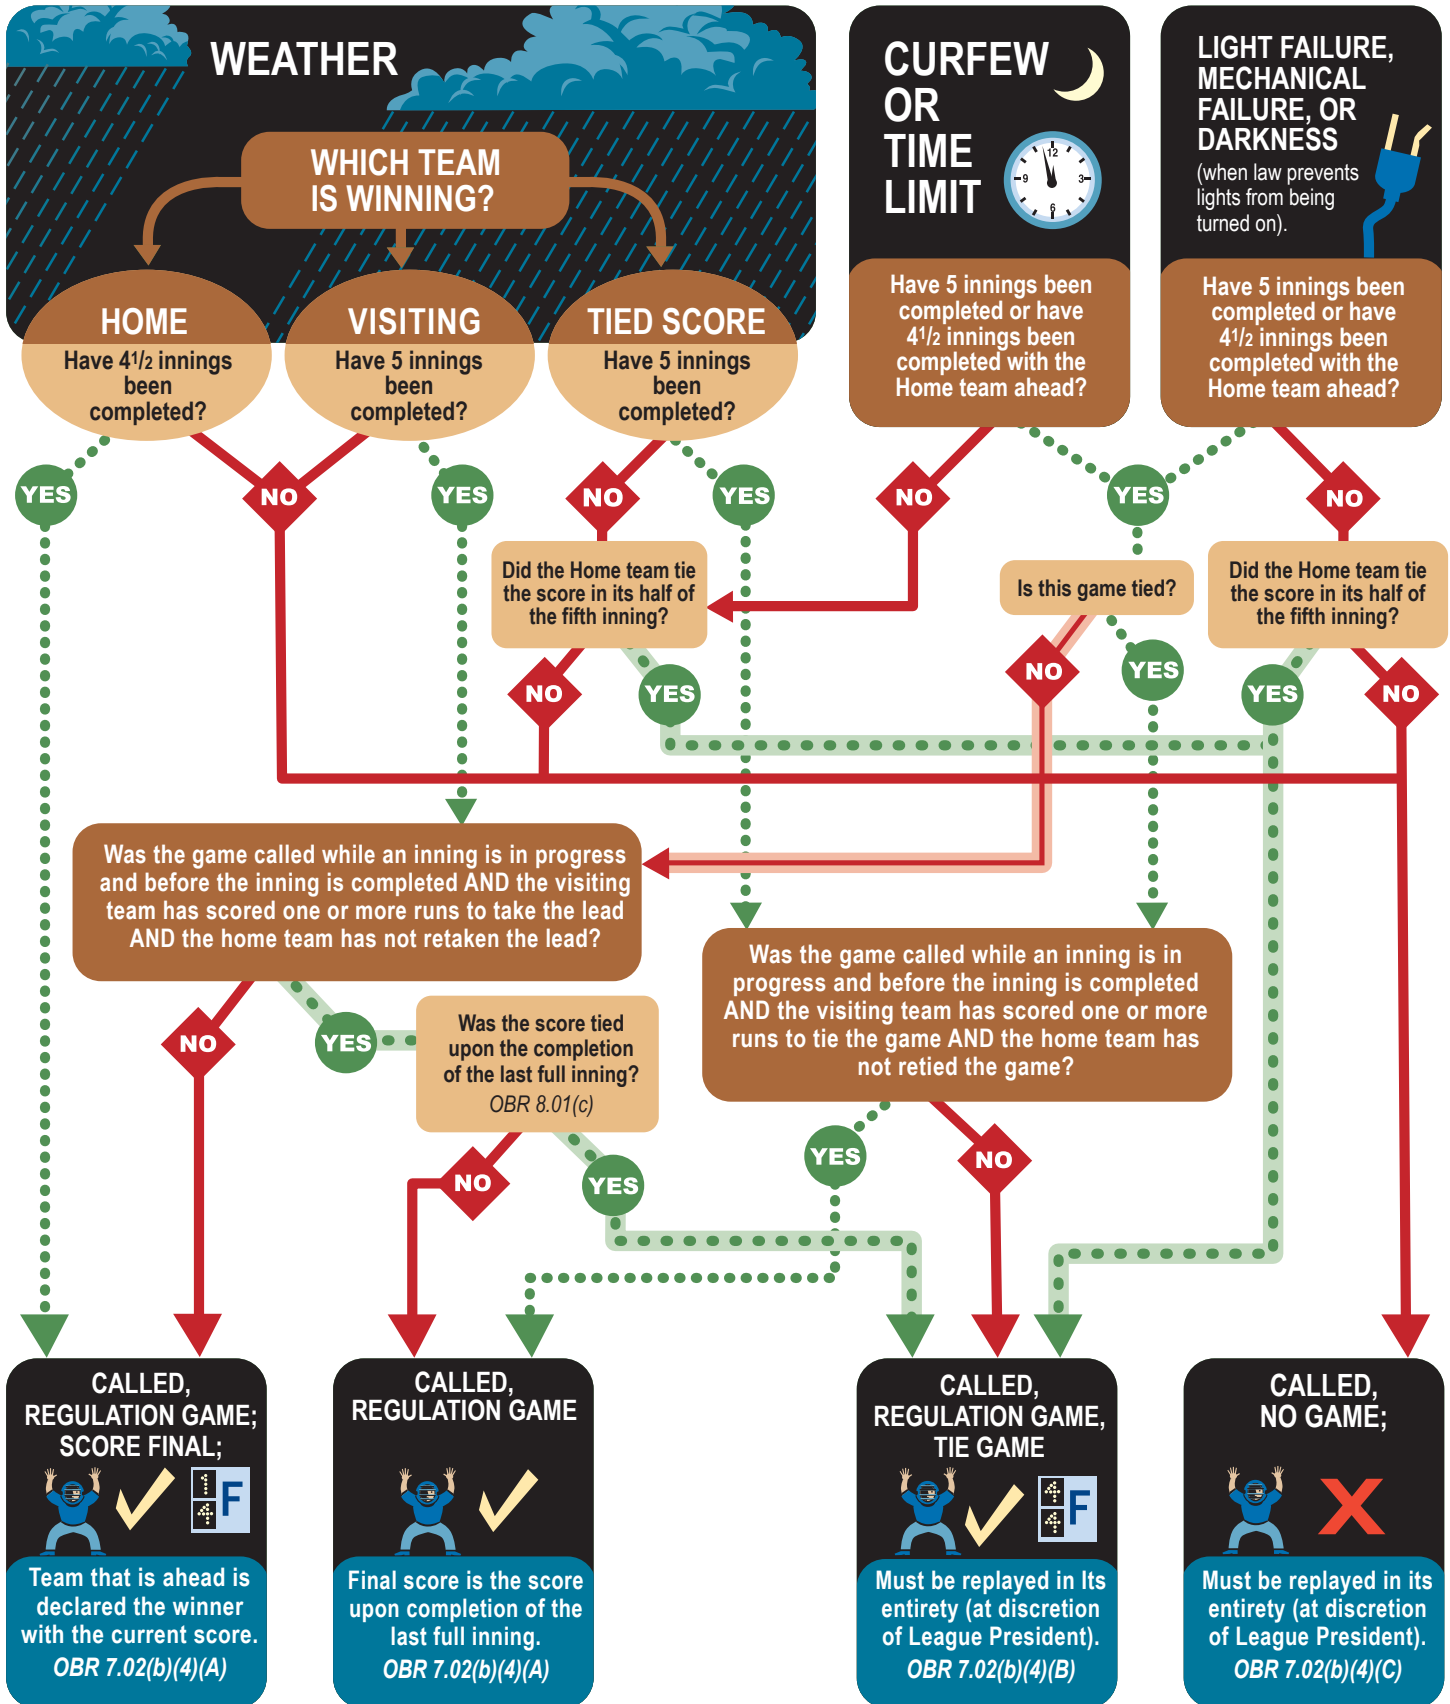 WEATHER
WHICH TEAM
IS WINNING?
HOME
Have 4 1/2 innings
been
completed?
VISITING
Have 5 innings
been
completed?
TIED SCORE
Have 5 innings
been
completed?
CURFEW
OR
TIME
LIMIT
12
3
6
9
Have 5 innings been
completed or have
4 1/2 innings been
completed with the
Home team ahead?
LIGHT FAILURE,
MECHANICAL
FAILURE, OR
DARKNESS
(when law prevents
lights from being
turned on).
Have 5 innings been
completed or have
4 1/2 innings been
completed with the
Home team ahead?
YES
NO
YES
NO
YES
NO
YES
NO
Did the Home team tie
the score in its half of
the fifth inning?
Is this game tied?
Did the Home team tie
the score in its half of
the fifth inning?
NO
YES
NO
YES
YES
NO
Was the game called while an inning is in progress
and before the inning is completed AND the visiting
team has scored one or more runs to take the lead
AND the home team has not retaken the lead?
Was the game called while an inning is in
progress and before the inning is completed
AND the visiting team has scored one or more
runs to tie the game AND the home team has
not retied the game?
NO
YES
Was the score tied
upon the completion
of the last full inning?
OBR 8.01(c)
NO
YES
YES
NO
CALLED,
REGULATION GAME;
SCORE FINAL;
1
4
F
Team that is ahead is
declared the winner
with the current score.
OBR 7.02(b)(4)(A)
CALLED,
REGULATION GAME
Final score is the score
upon completion of the
last full inning.
OBR 7.02(b)(4)(A)
CALLED,
REGULATION GAME,
TIE GAME
4
4
F
Must be replayed in Its
entirety (at discretion
of League President).
OBR 7.02(b)(4)(B)
CALLED,
NO GAME;
X
Must be replayed in its
entirety (at discretion
of League President).
OBR 7.02(b)(4)(C)